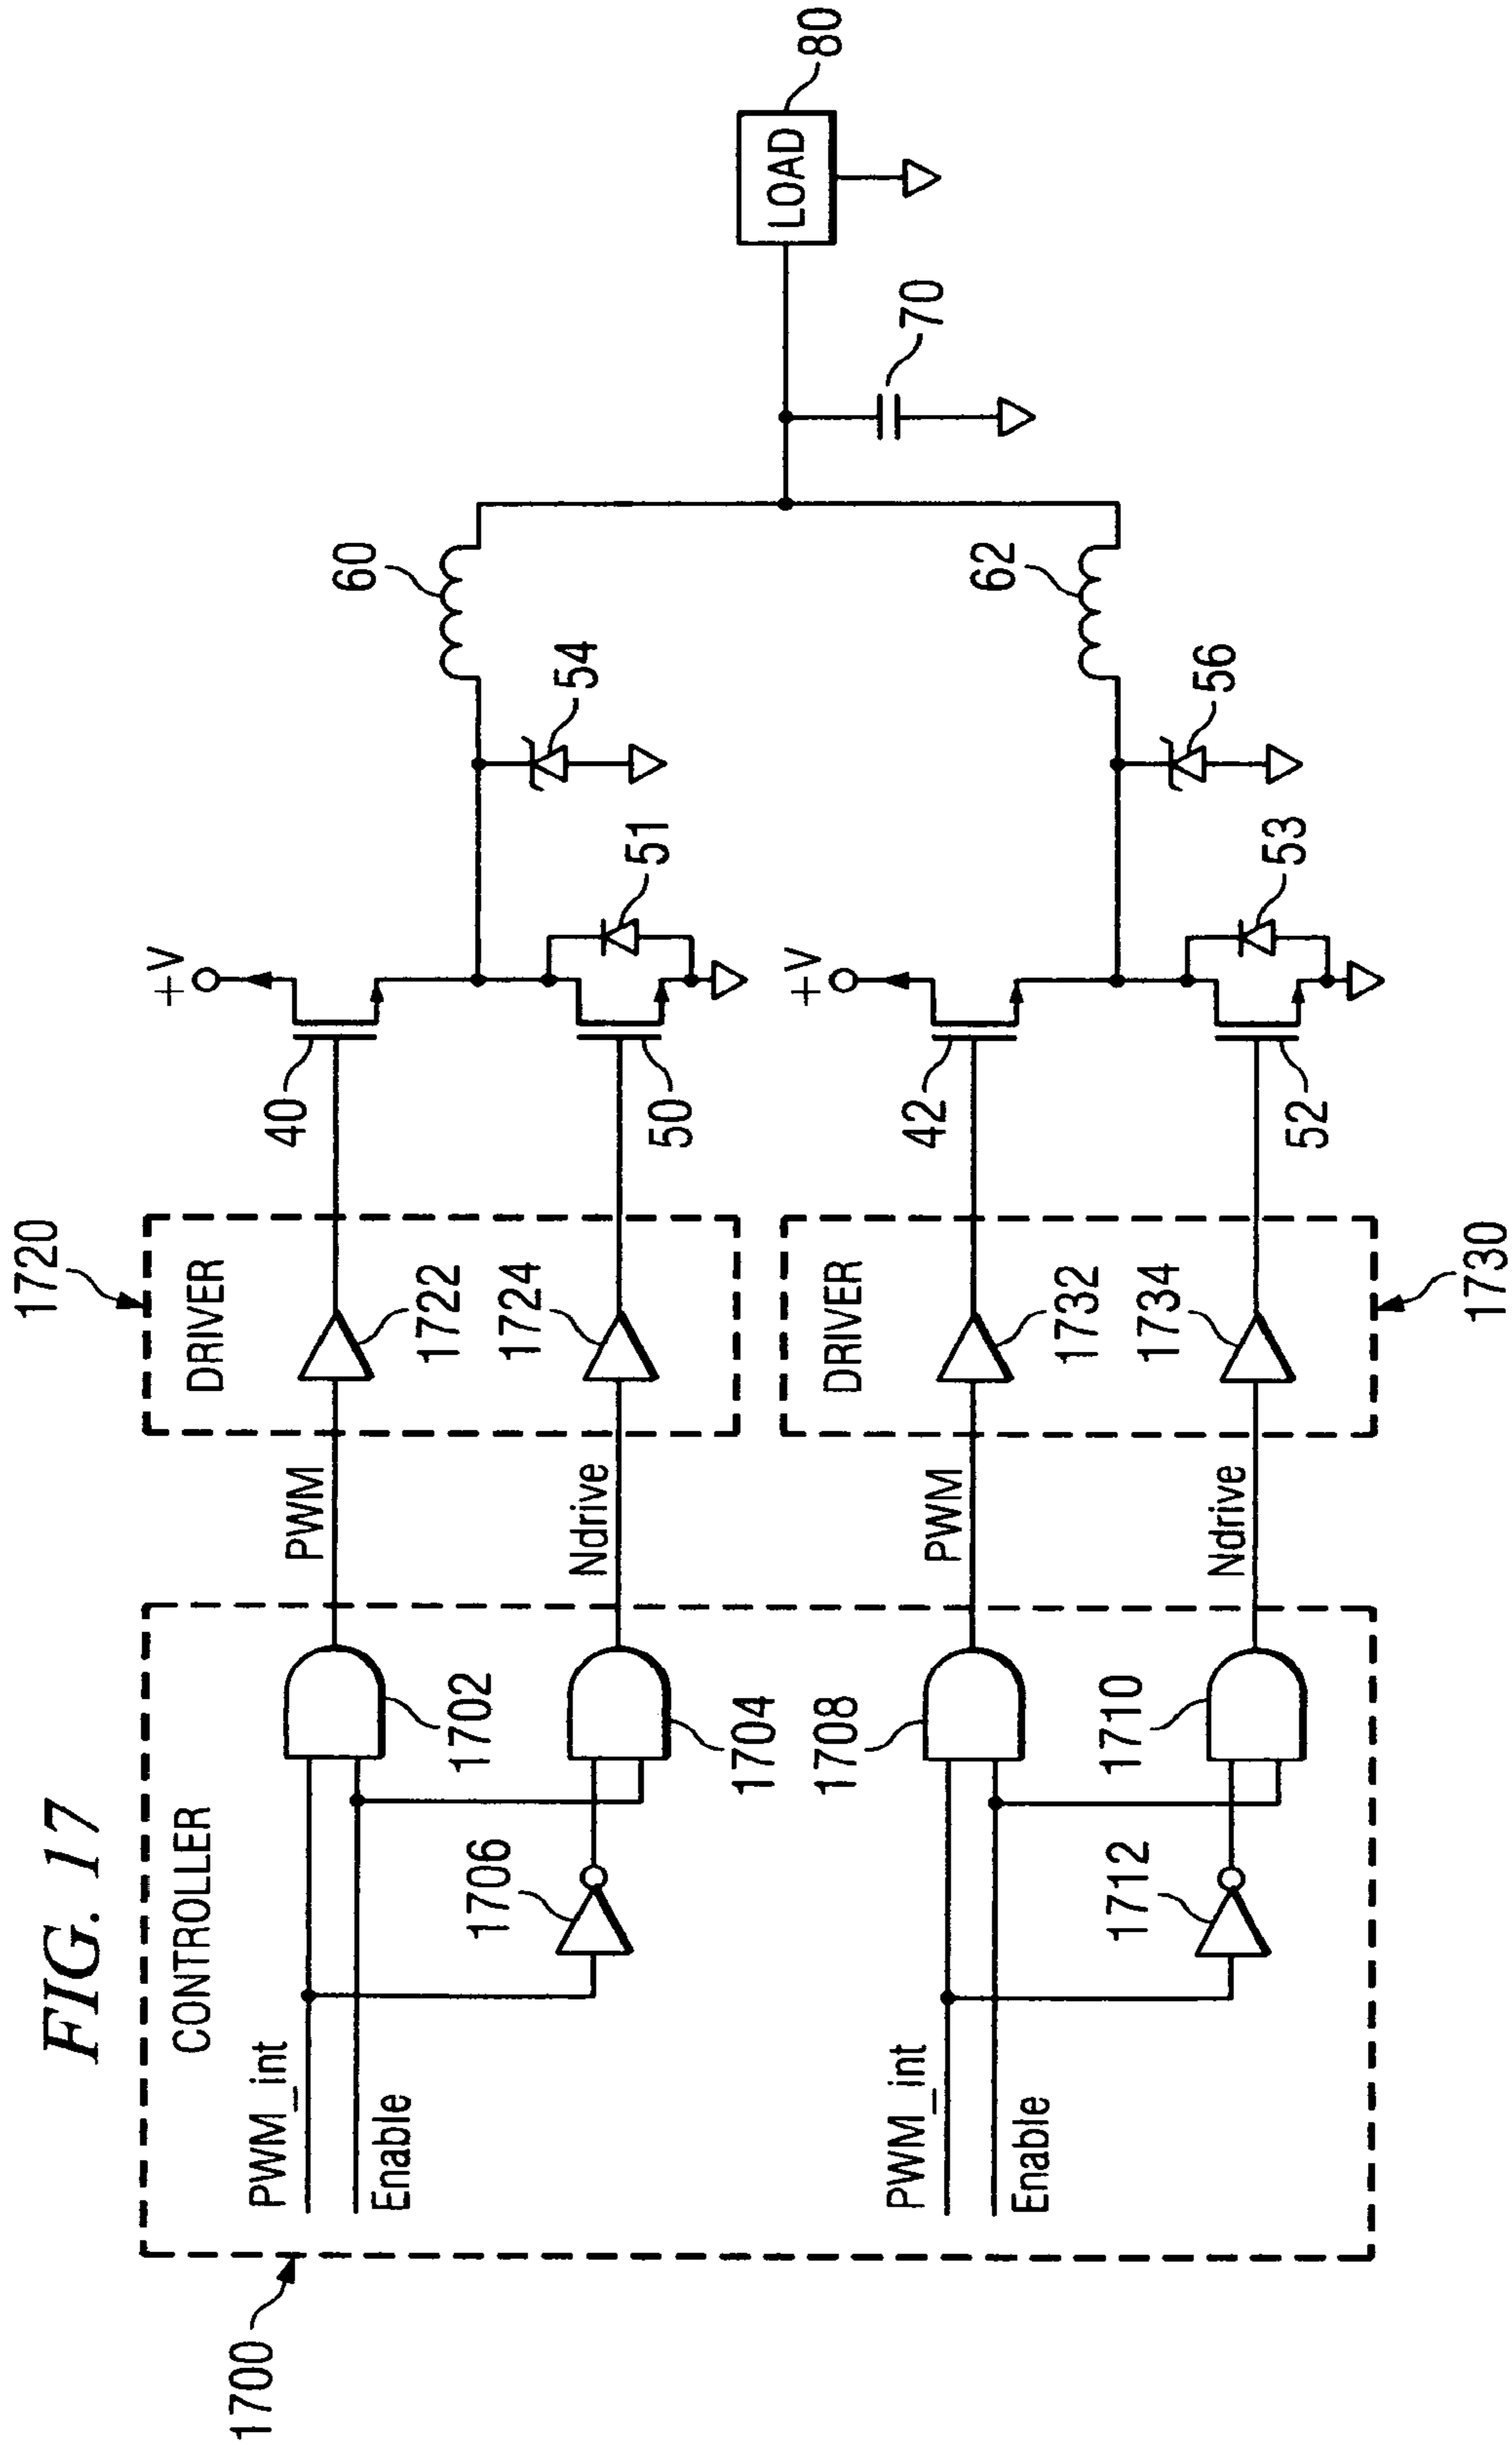 FIG. 17
1700
CONTROLLER
PWM_int
Enable
1706
1702
1704
PWM_int
Enable
1712
1708
1710
PWM
Ndrive
PWM
Ndrive
1720
DRIVER
1722
1724
DRIVER
1732
1734
1730
+V
40
50
51
54
60
+V
42
52
53
56
62
70
LOAD
80